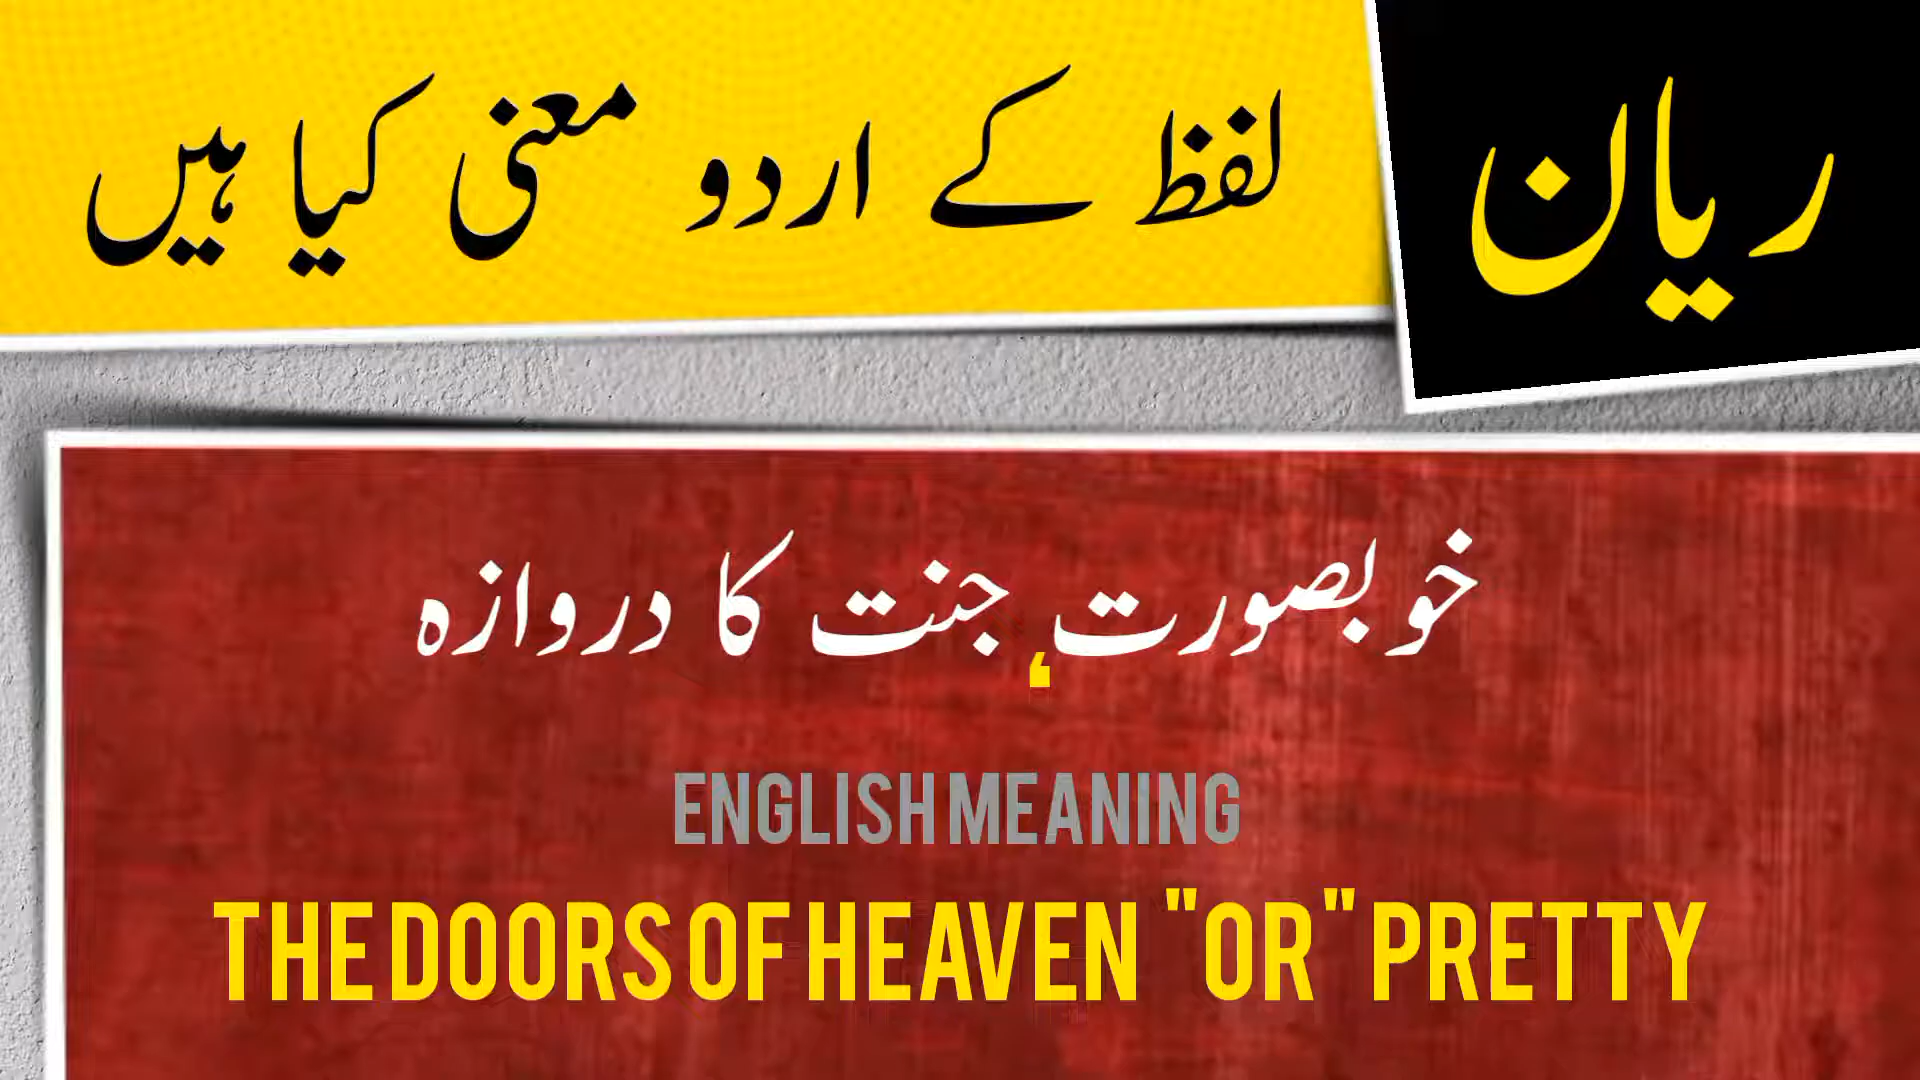 ریان لفظ کے اردو معنی کیا ہیں
خوبصورت, جنت کا دروازہ
ENGLISH MEANING
THE DOORS OF HEAVEN "OR" PRETTY